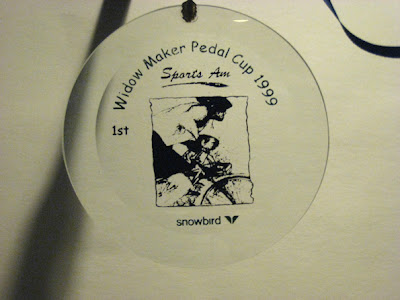 Widow Maker Pedal Cup 1999
Sports Am
1st
snowbird